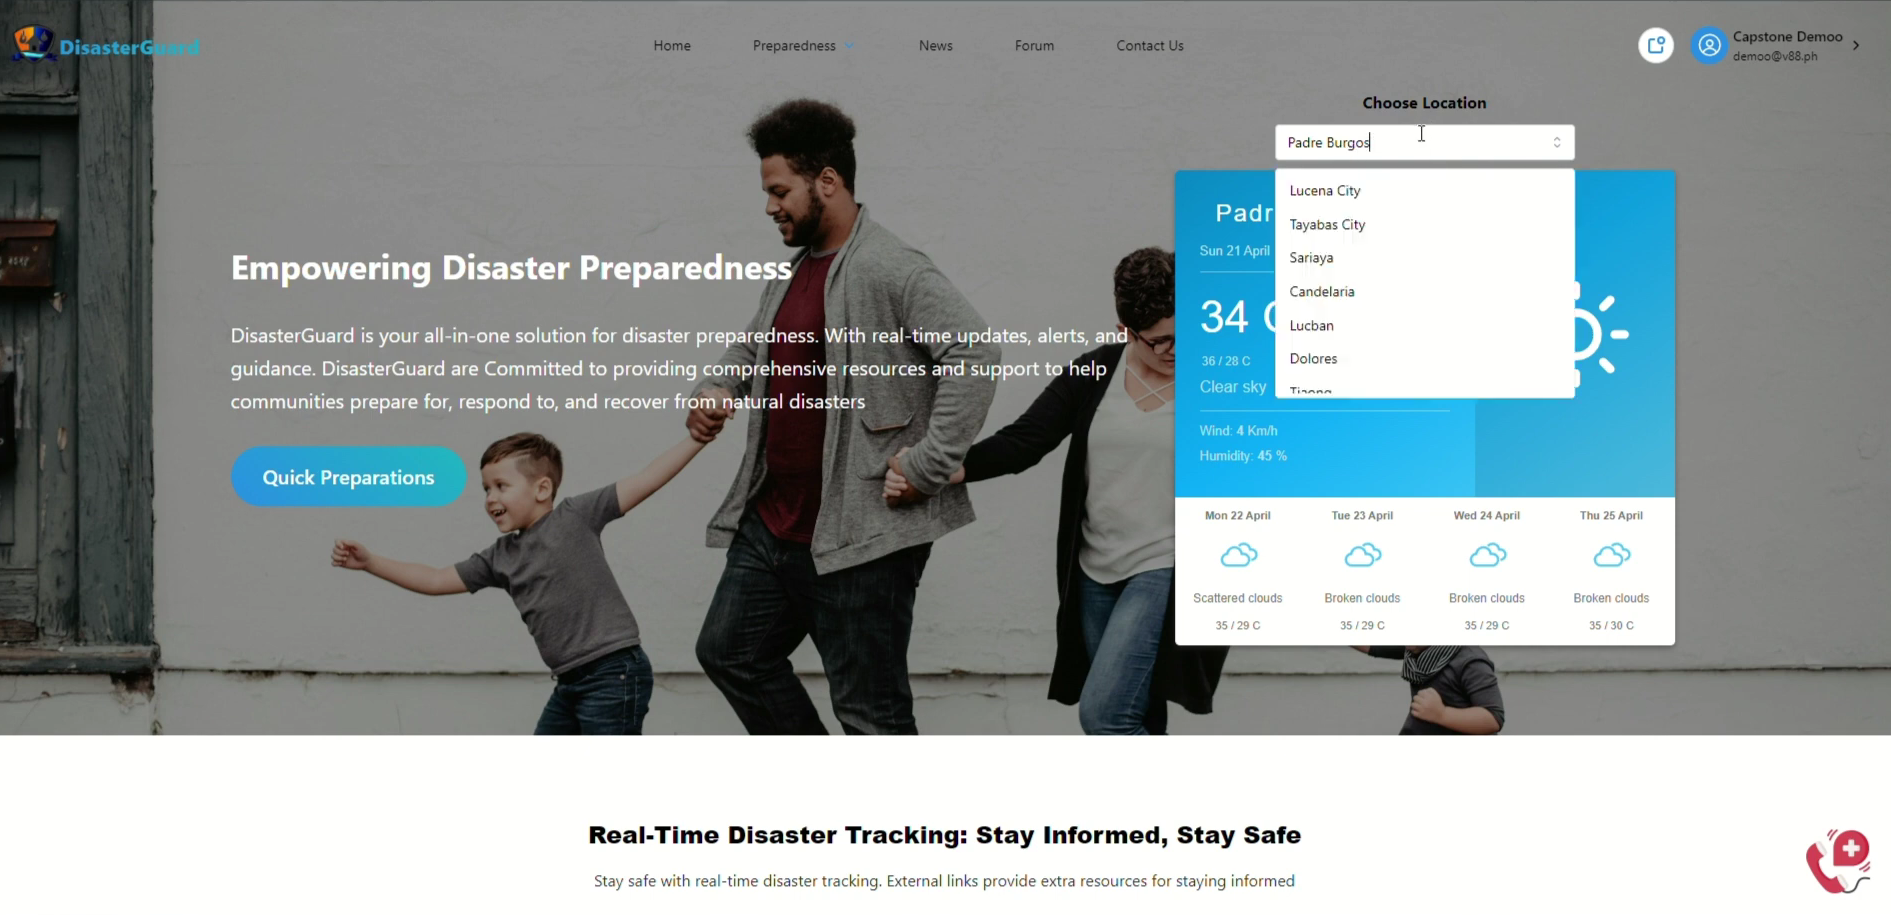 DisasterGuard
Home
Preparedness
News
Forum
Contact Us
Capstone Demoo
demoo@v88.ph
Choose Location
Padre Burgos
Lucena City
Tayabas City
Sariaya
Candelaria
Lucban
Dolores
Tiaong
Padr
Sun 21 April
34 C
36 / 28 C
Clear sky
Wind: 4 Km/h
Humidity: 45 %
Mon 22 April
Tue 23 April
Wed 24 April
Thu 25 April
Scattered clouds
Broken clouds
Broken clouds
Broken clouds
35 / 29 C
35 / 29 C
35 / 29 C
35 / 30 C
Empowering Disaster Preparedness
DisasterGuard is your all-in-one solution for disaster preparedness. With real-time updates, alerts, and
guidance. DisasterGuard are Committed to providing comprehensive resources and support to help
communities prepare for, respond to, and recover from natural disasters
Quick Preparations
Real-Time Disaster Tracking: Stay Informed, Stay Safe
Stay safe with real-time disaster tracking. External links provide extra resources for staying informed